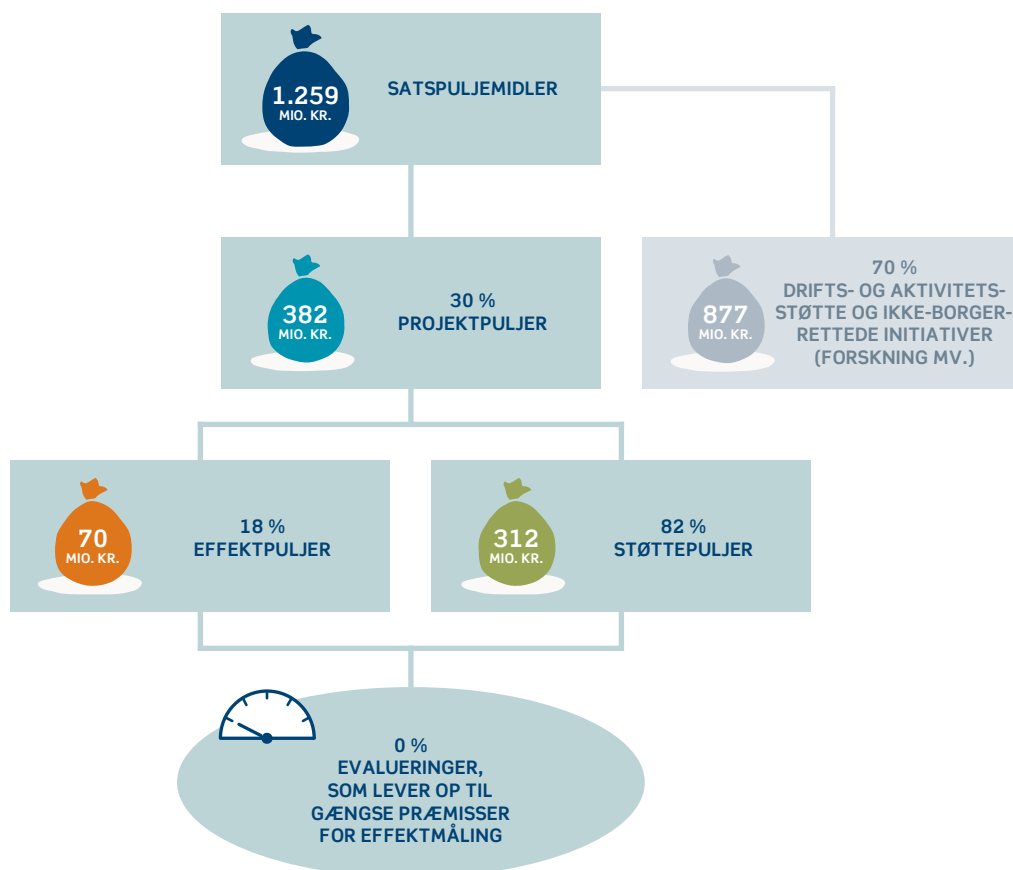 1.259
MIO. KR.
SATSPULJEMIDLER
382
MIO. KR.
30 %
PROJEKTPULJER
877
MIO. KR.
70 %
DRIFTS- OG AKTIVITETS-
STØTTE OG IKKE-BORGER-
RETTEDE INITIATIVER
(FORSKNING MV.)
70
MIO. KR.
18 %
EFFEKTPULJER
312
MIO. KR.
82 %
STØTTEPULJER
0 %
EVALUERINGER,
SOM LEVER OP TIL
GÆNGSE PRÆMISSER
FOR EFFEKTMÅLING